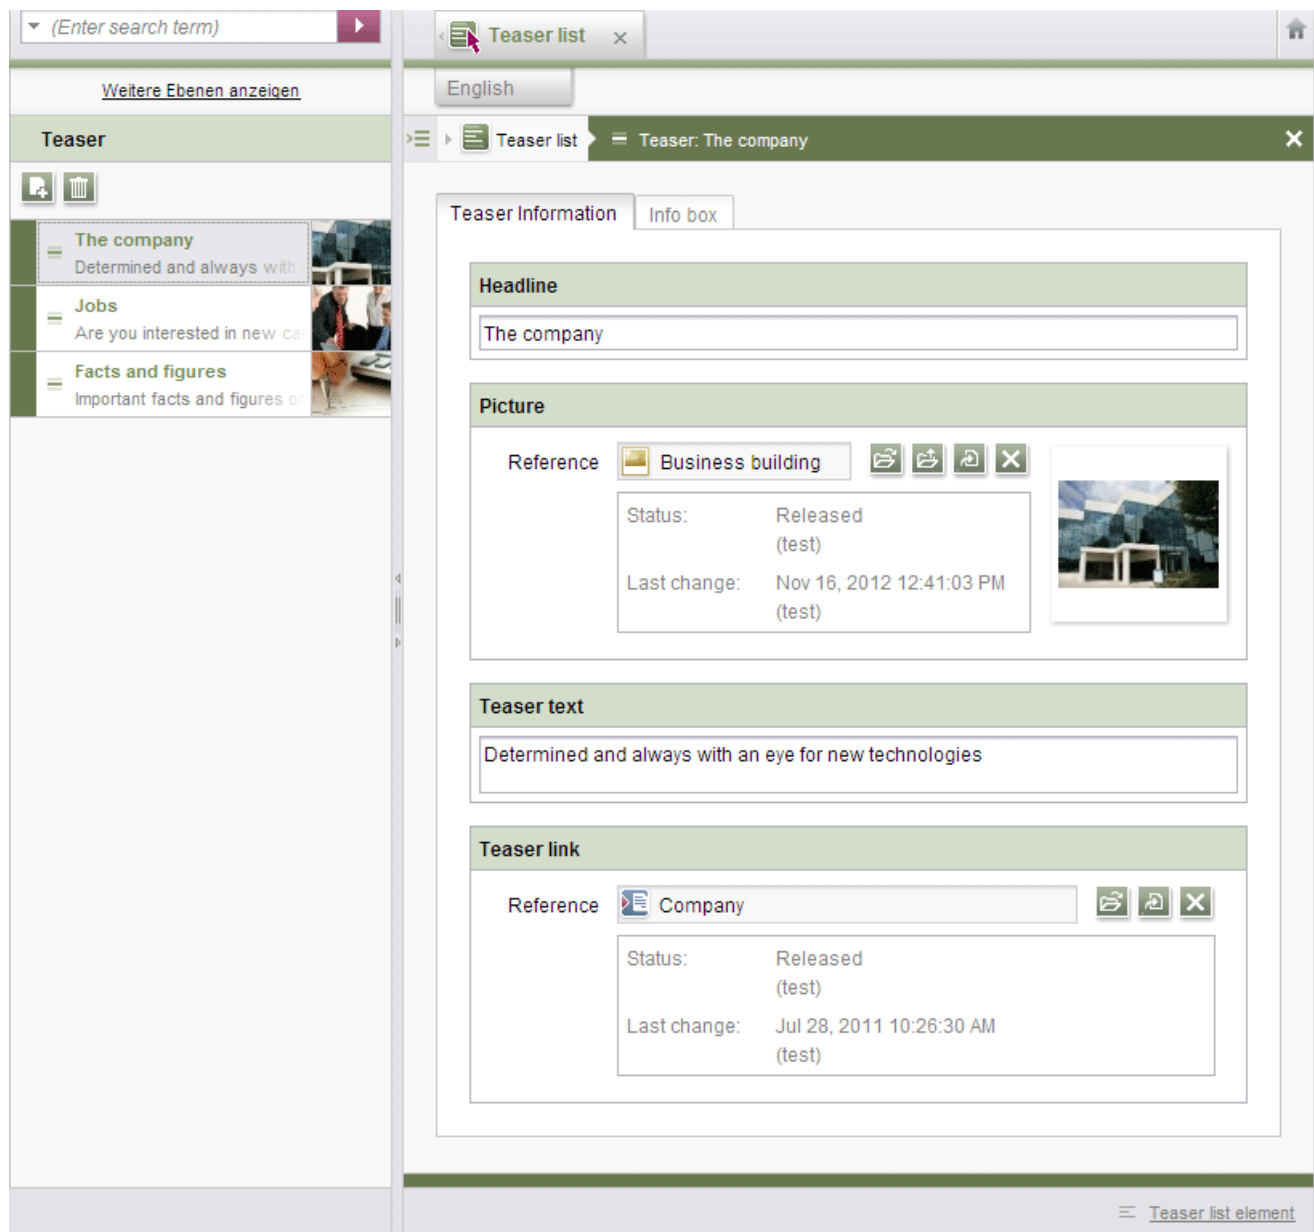 (Enter search term)
Teaser list
English
Weitere Ebenen anzeigen
Teaser
Teaser list
Teaser: The company
Teaser Information
Info box
The company
Determined and always with
Jobs
Are you interested in new ca
Facts and figures
Important facts and figures on
Headline
The company
Picture
Reference
Business building
Status: Released
(test)
Last change: Nov 16, 2012 12:41:03 PM
(test)
Teaser text
Determined and always with an eye for new technologies
Teaser link
Reference
Company
Status: Released
(test)
Last change: Jul 28, 2011 10:26:30 AM
(test)
Teaser list element